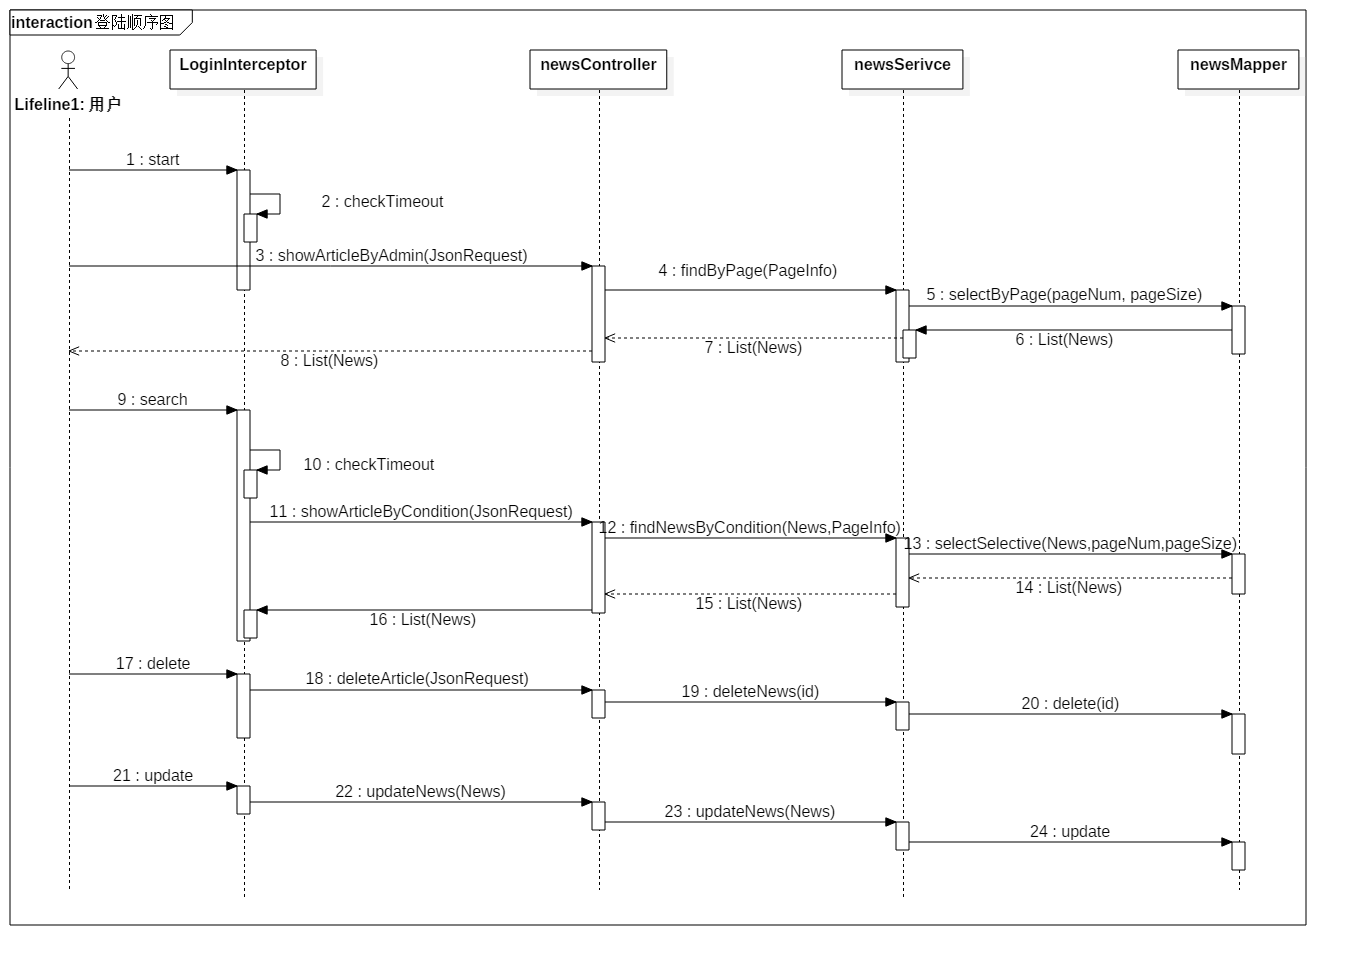 interaction 登陆顺序图
LoginInterceptor
newsController
newsSerivce
newsMapper
Lifeline1: 用户
1 : start
2 : checkTimeout
3 : showArticleByAdmin(JsonRequest)
4 : findByPage(PageInfo)
5 : selectByPage(pageNum, pageSize)
6 : List(News)
7 : List(News)
8 : List(News)
9 : search
10 : checkTimeout
11 : showArticleByCondition(JsonRequest)
12 : findNewsByCondition(News,PageInfo)
13 : selectSelective(News,pageNum,pageSize)
14 : List(News)
15 : List(News)
16 : List(News)
17 : delete
18 : deleteArticle(JsonRequest)
19 : deleteNews(id)
20 : delete(id)
21 : update
22 : updateNews(News)
23 : updateNews(News)
24 : update